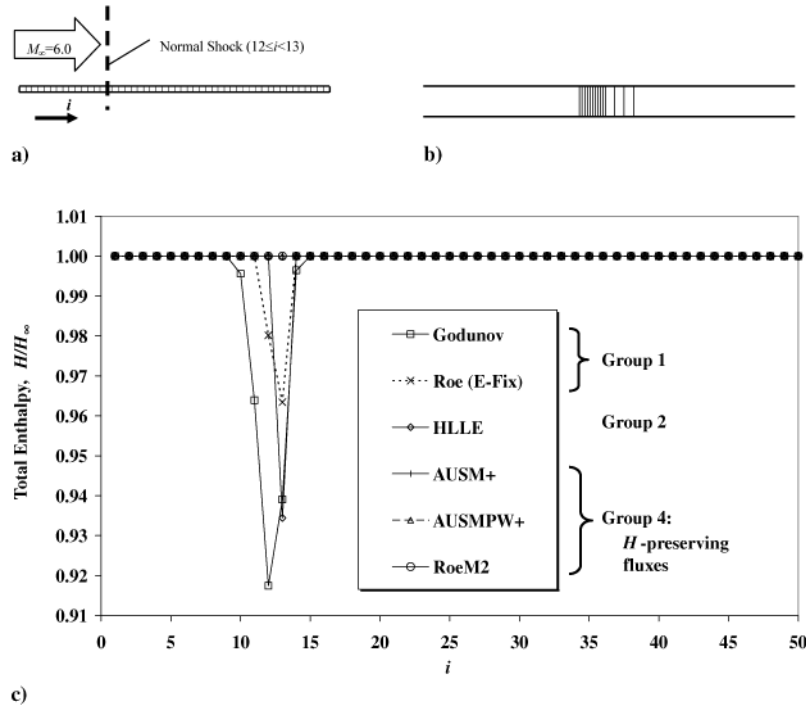 M∞=6.0
Normal Shock (12≤i<13)
i
a)
b)
Total Enthalpy, H/H∞
1.01
1.00
0.99
0.98
0.97
0.96
0.95
0.94
0.93
0.92
0.91
0 5 10 15 20 25 30 35 40 45 50
i
Godunov
Roe (E-Fix)
HLLE
AUSM+
AUSMPW+
RoeM2
Group 1
Group 2
Group 4:
H -preserving
fluxes
c)